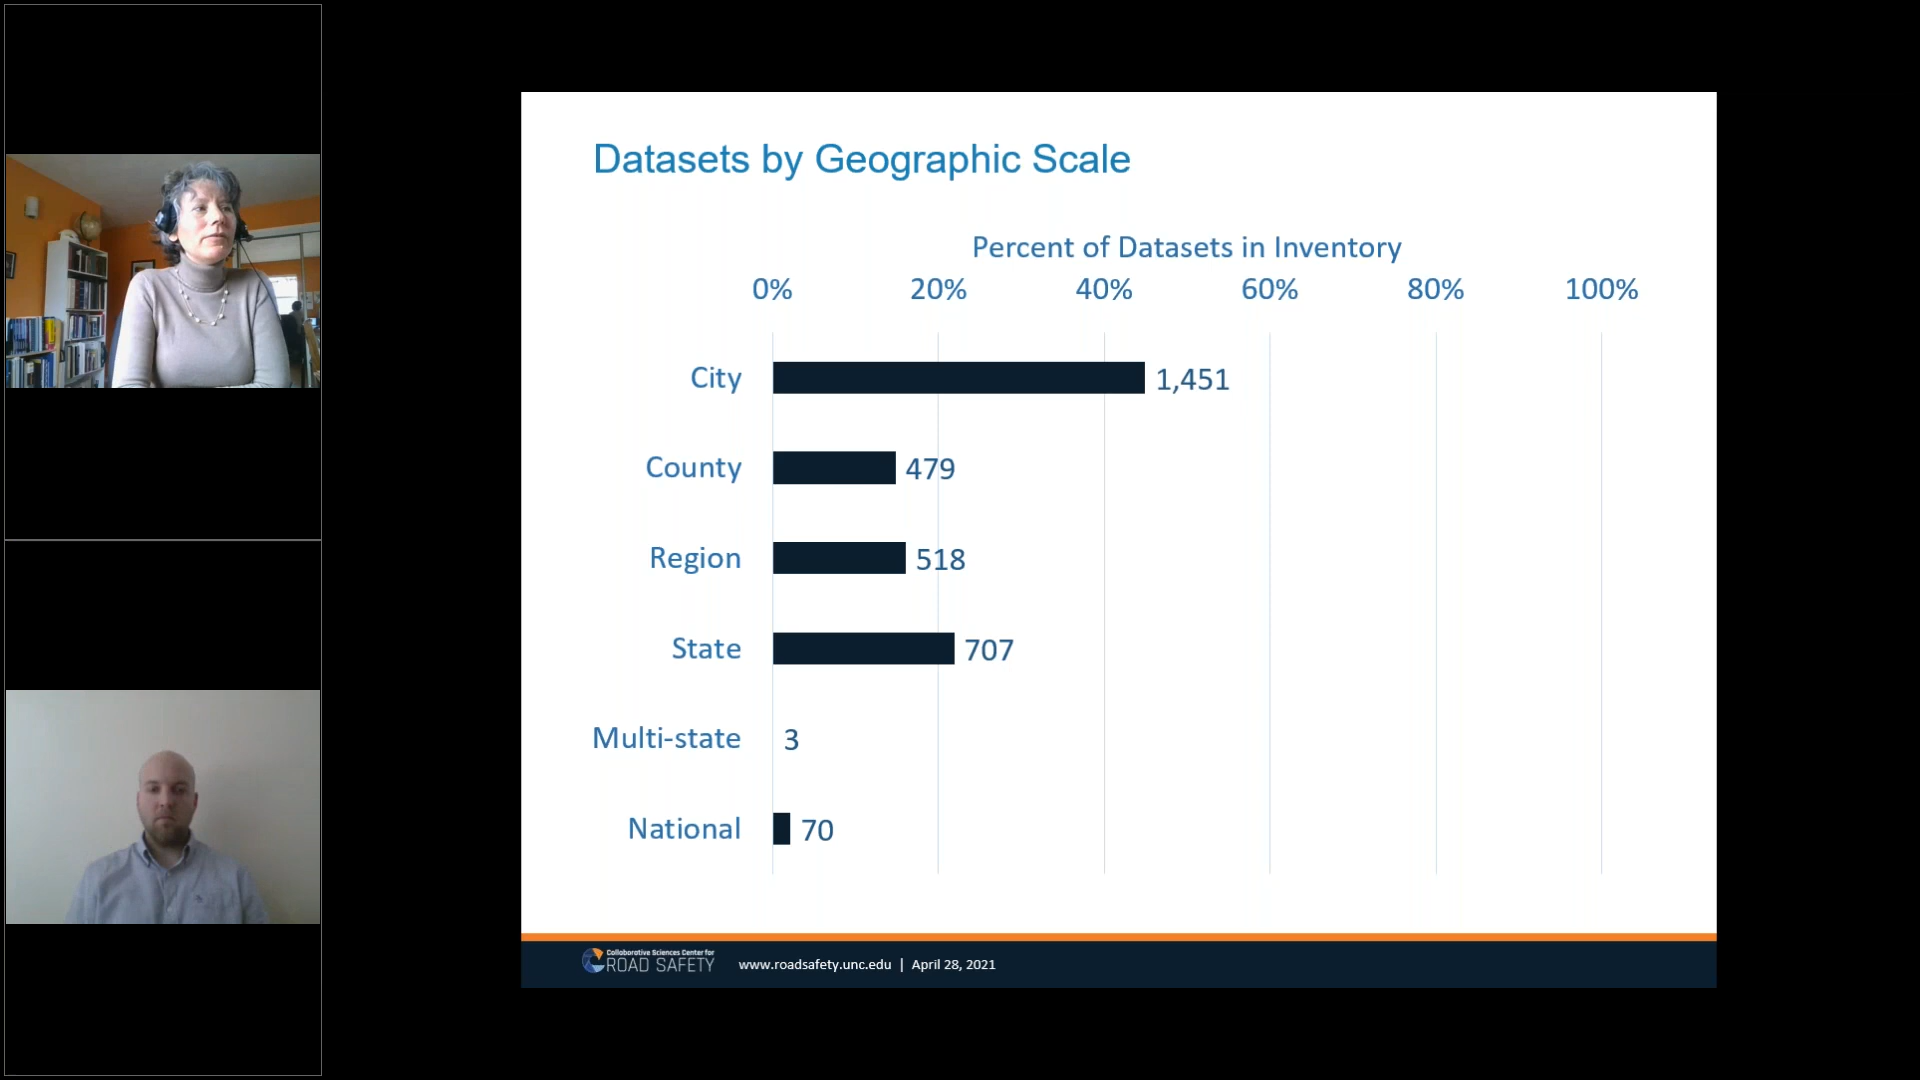 Datasets by Geographic Scale
Percent of Datasets in Inventory
0% 20% 40% 60% 80% 100%
City 1,451
County 479
Region 518
State 707
Multi-state 3
National 70
Collaborative Sciences Center for
ROAD SAFETY
www.roadsafety.unc.edu | April 28, 2021